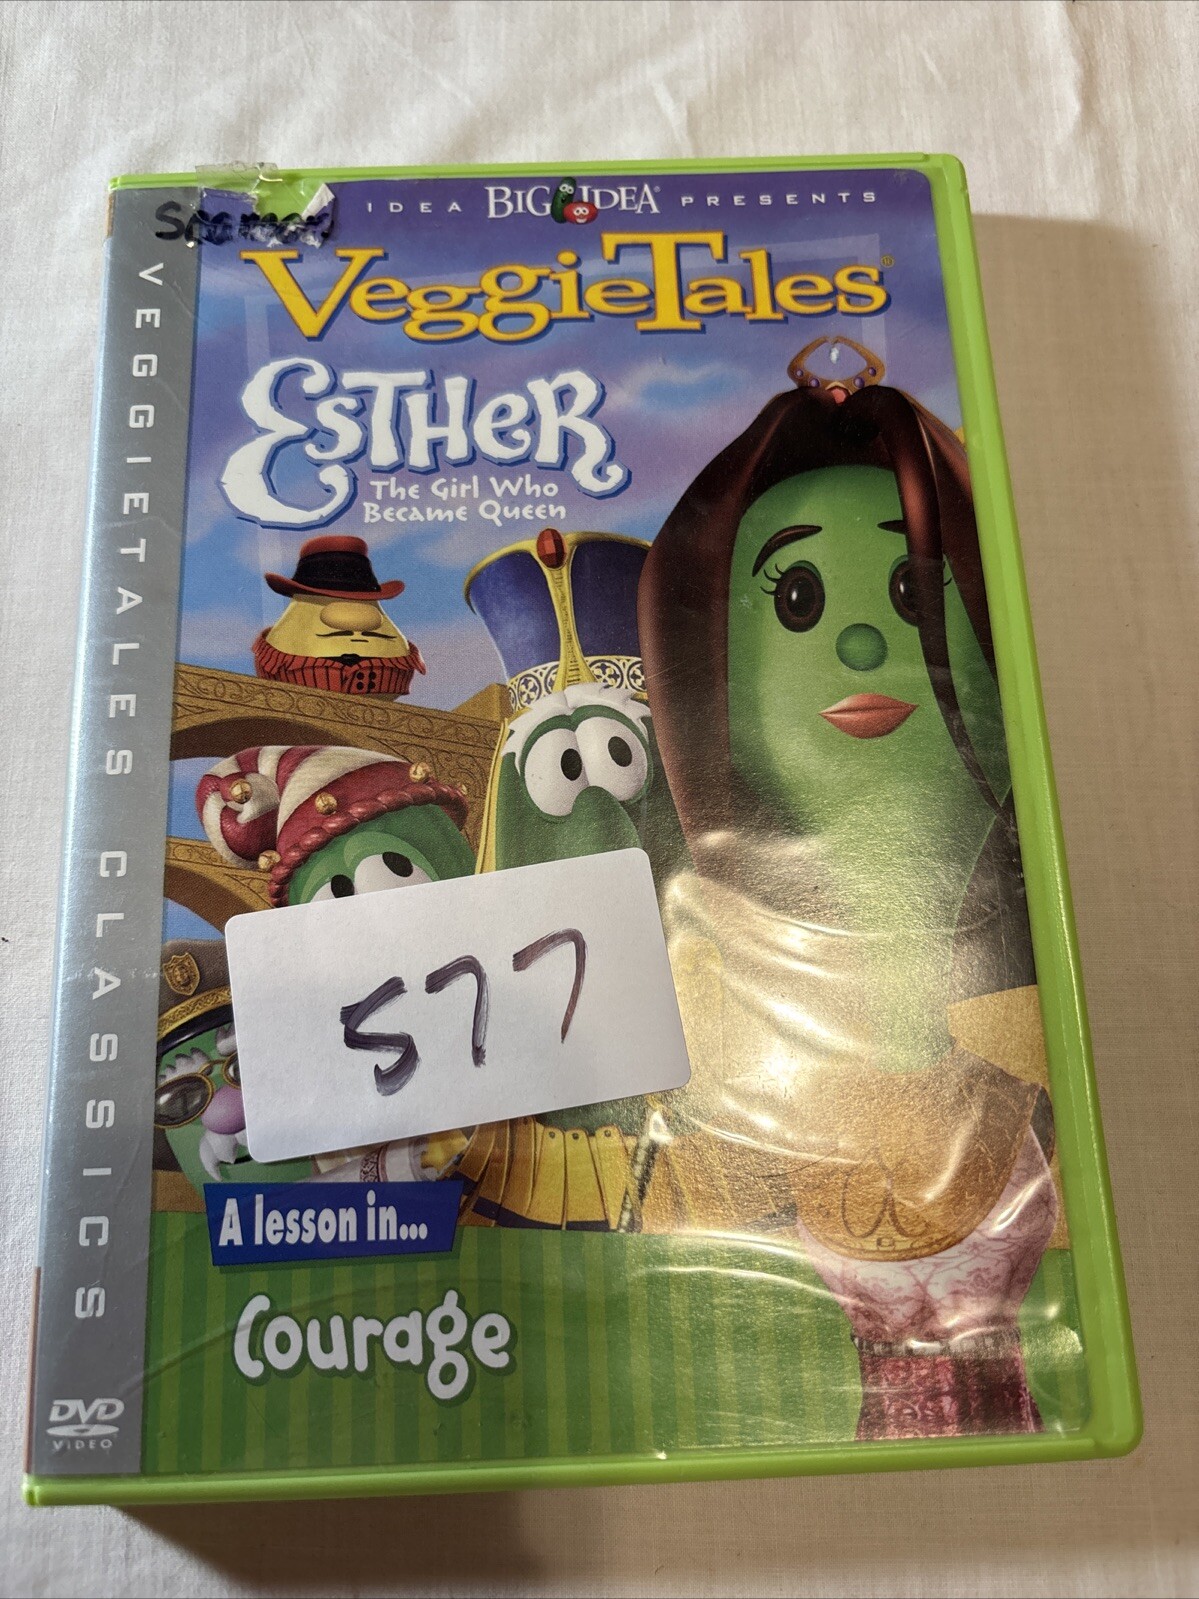 IDEA BIG IDEA® PRESENTS
VeggieTales®
Esther
The Girl Who
Became Queen
577
A lesson in...
Courage
VEGGIETALES CLASSICS
DVD
VIDEO